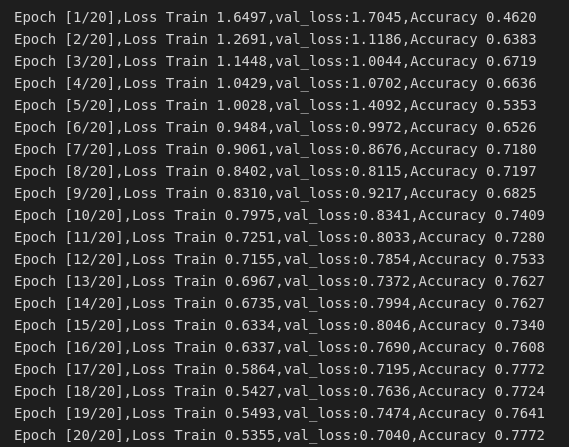 Epoch [1/20],Loss Train 1.6497,val_loss:1.7045,Accuracy 0.4620
Epoch [2/20],Loss Train 1.2691,val_loss:1.1186,Accuracy 0.6383
Epoch [3/20],Loss Train 1.1448,val_loss:1.0044,Accuracy 0.6719
Epoch [4/20],Loss Train 1.0429,val_loss:1.0702,Accuracy 0.6636
Epoch [5/20],Loss Train 1.0028,val_loss:1.4092,Accuracy 0.5353
Epoch [6/20],Loss Train 0.9484,val_loss:0.9972,Accuracy 0.6526
Epoch [7/20],Loss Train 0.9061,val_loss:0.8676,Accuracy 0.7180
Epoch [8/20],Loss Train 0.8402,val_loss:0.8115,Accuracy 0.7197
Epoch [9/20],Loss Train 0.8310,val_loss:0.9217,Accuracy 0.6825
Epoch [10/20],Loss Train 0.7975,val_loss:0.8341,Accuracy 0.7409
Epoch [11/20],Loss Train 0.7251,val_loss:0.8033,Accuracy 0.7280
Epoch [12/20],Loss Train 0.7155,val_loss:0.7854,Accuracy 0.7533
Epoch [13/20],Loss Train 0.6967,val_loss:0.7372,Accuracy 0.7627
Epoch [14/20],Loss Train 0.6735,val_loss:0.7994,Accuracy 0.7627
Epoch [15/20],Loss Train 0.6334,val_loss:0.8046,Accuracy 0.7340
Epoch [16/20],Loss Train 0.6337,val_loss:0.7690,Accuracy 0.7608
Epoch [17/20],Loss Train 0.5864,val_loss:0.7195,Accuracy 0.7772
Epoch [18/20],Loss Train 0.5427,val_loss:0.7636,Accuracy 0.7724
Epoch [19/20],Loss Train 0.5493,val_loss:0.7474,Accuracy 0.7641
Epoch [20/20],Loss Train 0.5355,val_loss:0.7040,Accuracy 0.7772